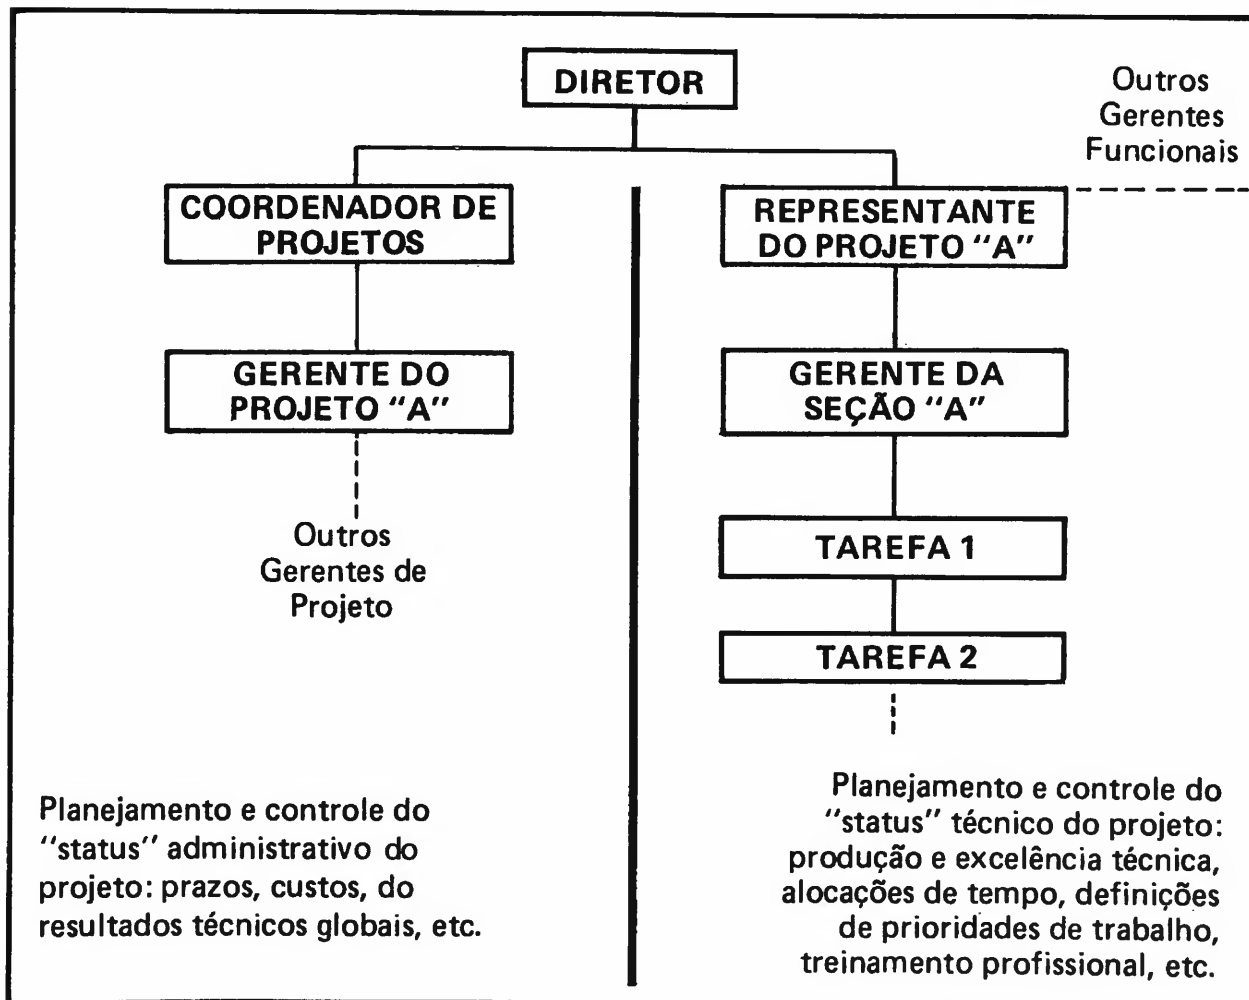 DIRETOR
Outros
Gerentes
Funcionais
COORDENADOR DE
PROJETOS
REPRESENTANTE
DO PROJETO "A"
GERENTE DO
PROJETO "A"
GERENTE DA
SEÇÃO "A"
Outros
Gerentes de
Projeto
TAREFA 1
TAREFA 2
Planejamento e controle do
"status" administrativo do
projeto: prazos, custos, do
resultados técnicos globais, etc.
Planejamento e controle do
"status" técnico do projeto:
produção e excelência técnica,
alocações de tempo, definições
de prioridades de trabalho,
treinamento profissional, etc.